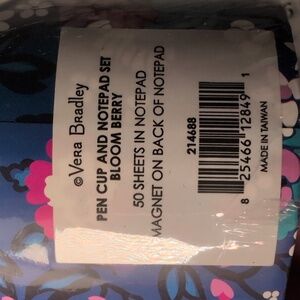 ©Vera Bradley
PEN CUP AND NOTEPAD SET
BLOOM BERRY
50 SHEETS IN NOTEPAD
MAGNET ON BACK OF NOTEPAD
214688
8 25466 12849 1
MADE IN TAIWAN